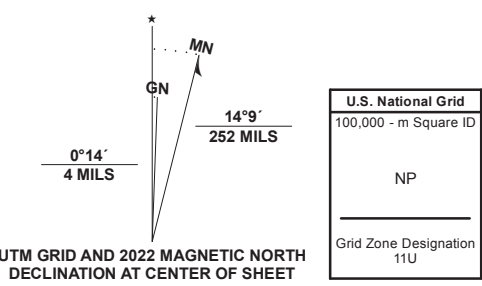 ★
MN
GN
14°9´
252 MILS
0°14´
4 MILS
UTM GRID AND 2022 MAGNETIC NORTH
DECLINATION AT CENTER OF SHEET
U.S. National Grid
100,000 - m Square ID
NP
Grid Zone Designation
11U